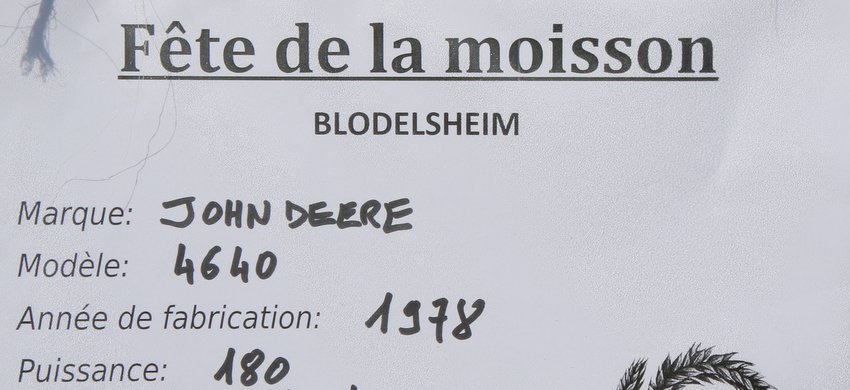 Fête de la moisson
BLODELSHEIM
Marque: JOHN DEERE
Modèle: 4640
Année de fabrication: 1978
Puissance: 180